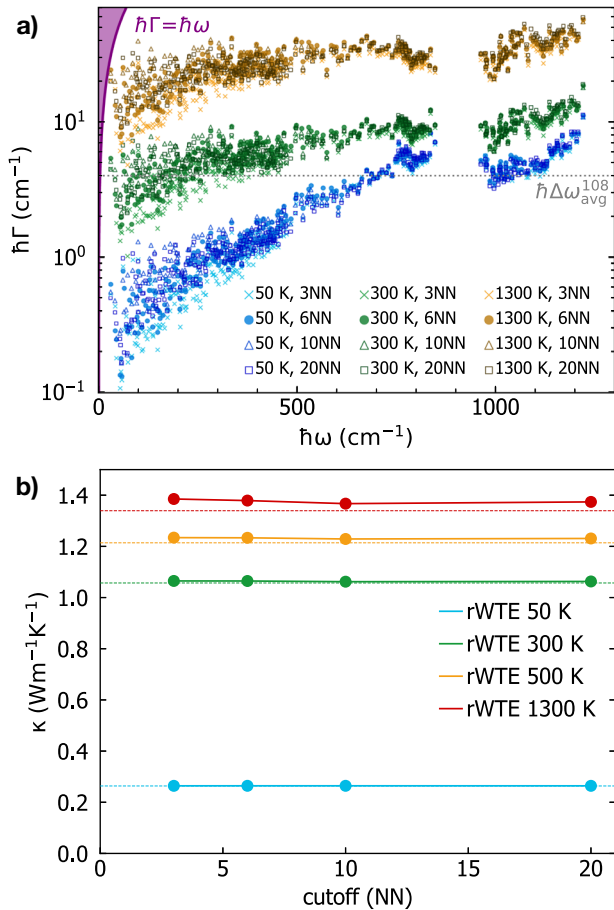 a)
ħΓ=ħω
10¹
10⁰
10⁻¹
ħΓ (cm⁻¹)
ħΔω¹⁰⁸avg
50 K, 3NN 300 K, 3NN 1300 K, 3NN
50 K, 6NN 300 K, 6NN 1300 K, 6NN
50 K, 10NN 300 K, 10NN 1300 K, 10NN
50 K, 20NN 300 K, 20NN 1300 K, 20NN
0 500 1000
ħω (cm⁻¹)
b)
1.4
1.2
1.0
0.8
0.6
0.4
0.2
0.0
κ (Wm⁻¹K⁻¹)
rWTE 50 K
rWTE 300 K
rWTE 500 K
rWTE 1300 K
0 5 10 15 20
cutoff (NN)